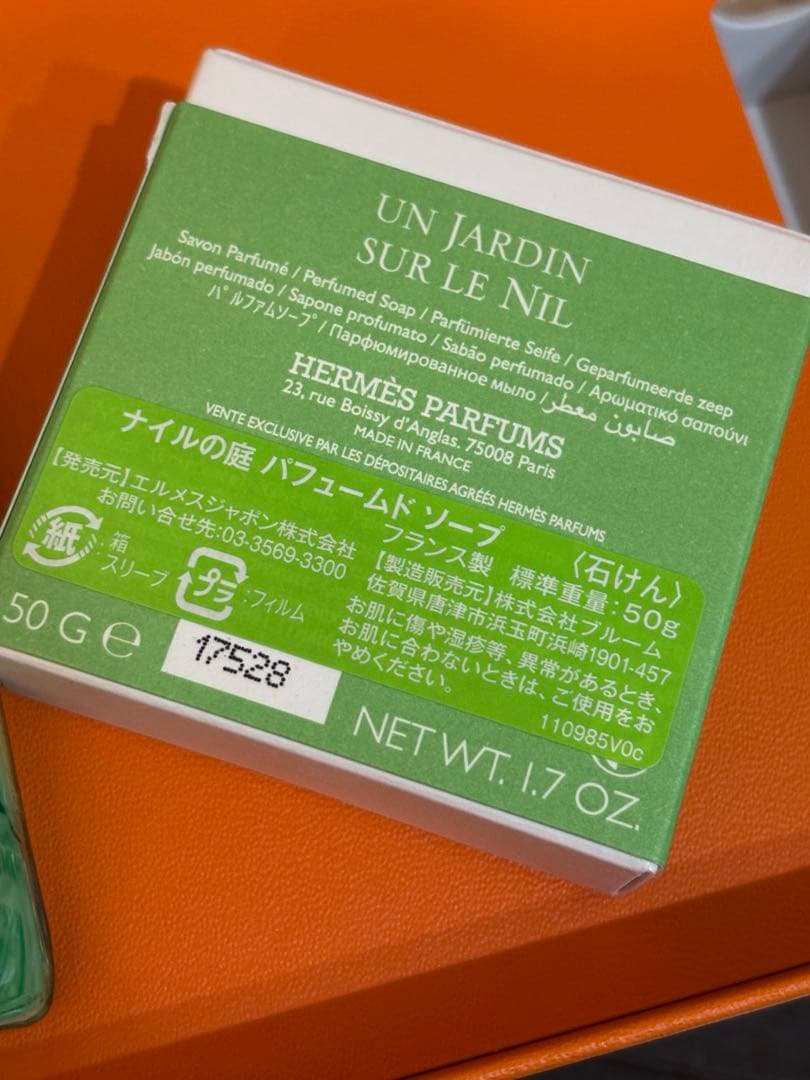 UN JARDIN
SUR LE NIL
Savon Parfumé / Perfumed Soap / Parfümierte Seife / Geparfumeerde zeep
Jabón perfumado / Sapone profumato / Sabão perfumado / Αρωματικό σαπούνι
パルファムソープ / Парфюмированное мыло / صابون معطر
HERMÈS PARFUMS
23, rue Boissy d'Anglas. 75008 Paris
MADE IN FRANCE
VENTE EXCLUSIVE PAR LES DÉPOSITAIRES AGRÉÉS HERMÈS PARFUMS
ナイルの庭 パフュームド ソープ 〈石けん〉
【発売元】エルメスジャポン株式会社
お問い合せ先:03-3569-3300
フランス製 標準重量:50g
【製造販売元】株式会社ブルーム
佐賀県唐津市浜玉町浜崎1901-457
お肌に傷や湿疹等、異常があるとき、
お肌に合わないときは、ご使用をお
やめください。
110985V0c
紙 :箱
スリーブ
プラ :フィルム
50 G ℮
17528
NET WT. 1.7 OZ.